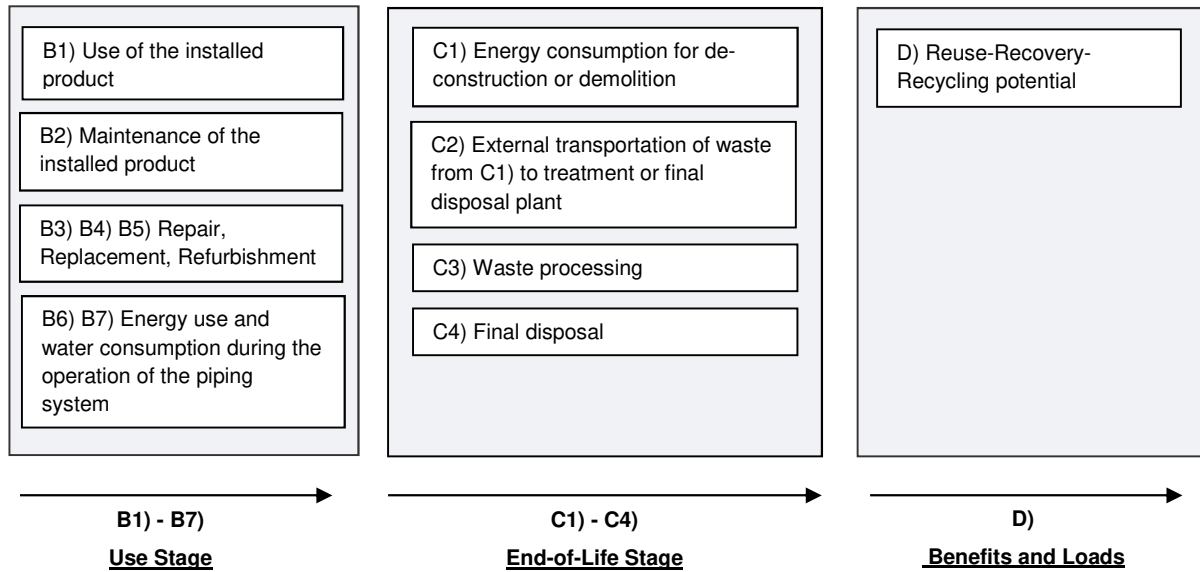 B1) Use of the installed
product
B2) Maintenance of the
installed product
B3) B4) B5) Repair,
Replacement, Refurbishment
B6) B7) Energy use and
water consumption during the
operation of the piping
system
C1) Energy consumption for de-
construction or demolition
C2) External transportation of waste
from C1) to treatment or final
disposal plant
C3) Waste processing
C4) Final disposal
D) Reuse-Recovery-
Recycling potential
B1) - B7)
Use Stage
C1) - C4)
End-of-Life Stage
D)
Benefits and Loads